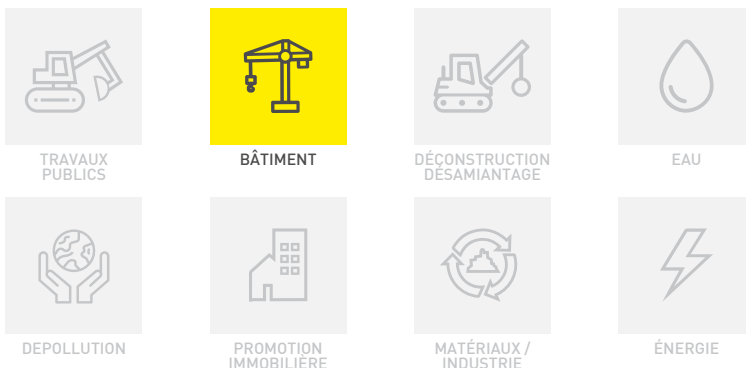 TRAVAUX
PUBLICS
BÂTIMENT
DÉCONSTRUCTION
DÉSAMIANTAGE
EAU
DEPOLLUTION
PROMOTION
IMMOBILIÈRE
MATÉRIAUX /
INDUSTRIE
ÉNERGIE